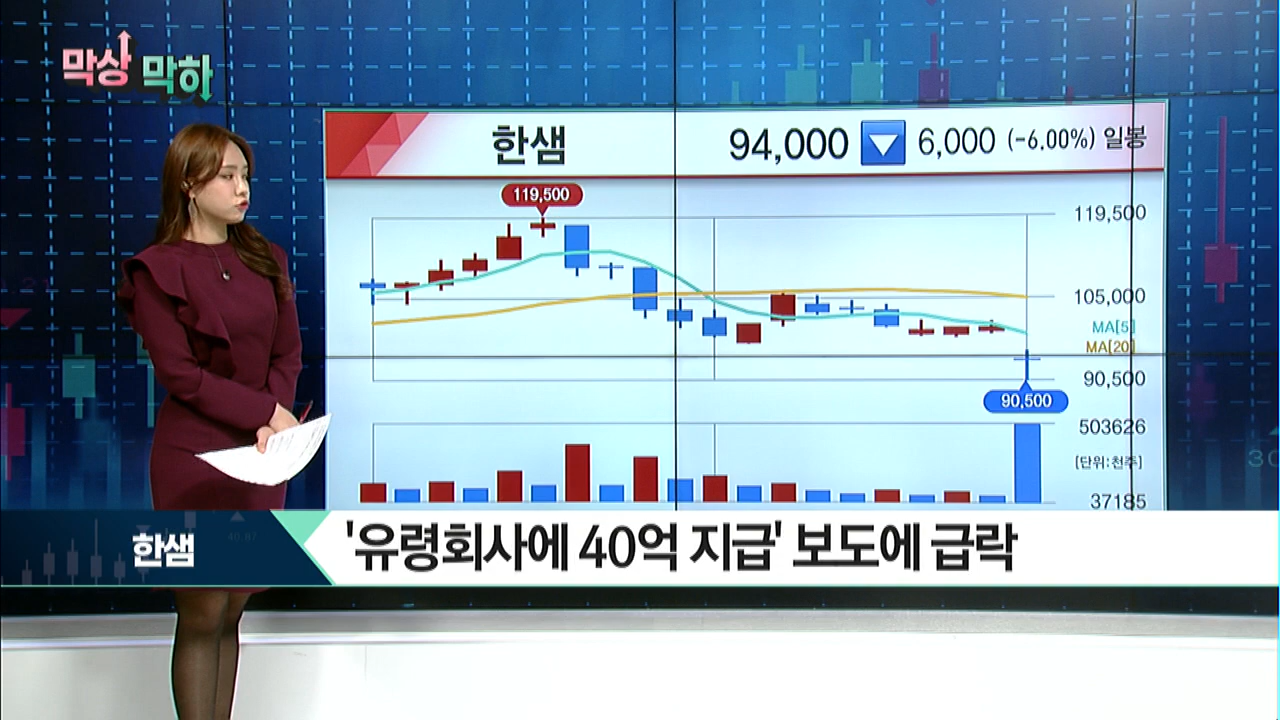 막상 막하
한샘 94,000 ▼ 6,000 (-6.00%) 일봉
119,500
119,500
105,000
MA[5]
MA[20]
90,500
90,500
503626
[단위:천주]
37185
한샘
'유령회사에 40억 지급' 보도에 급락